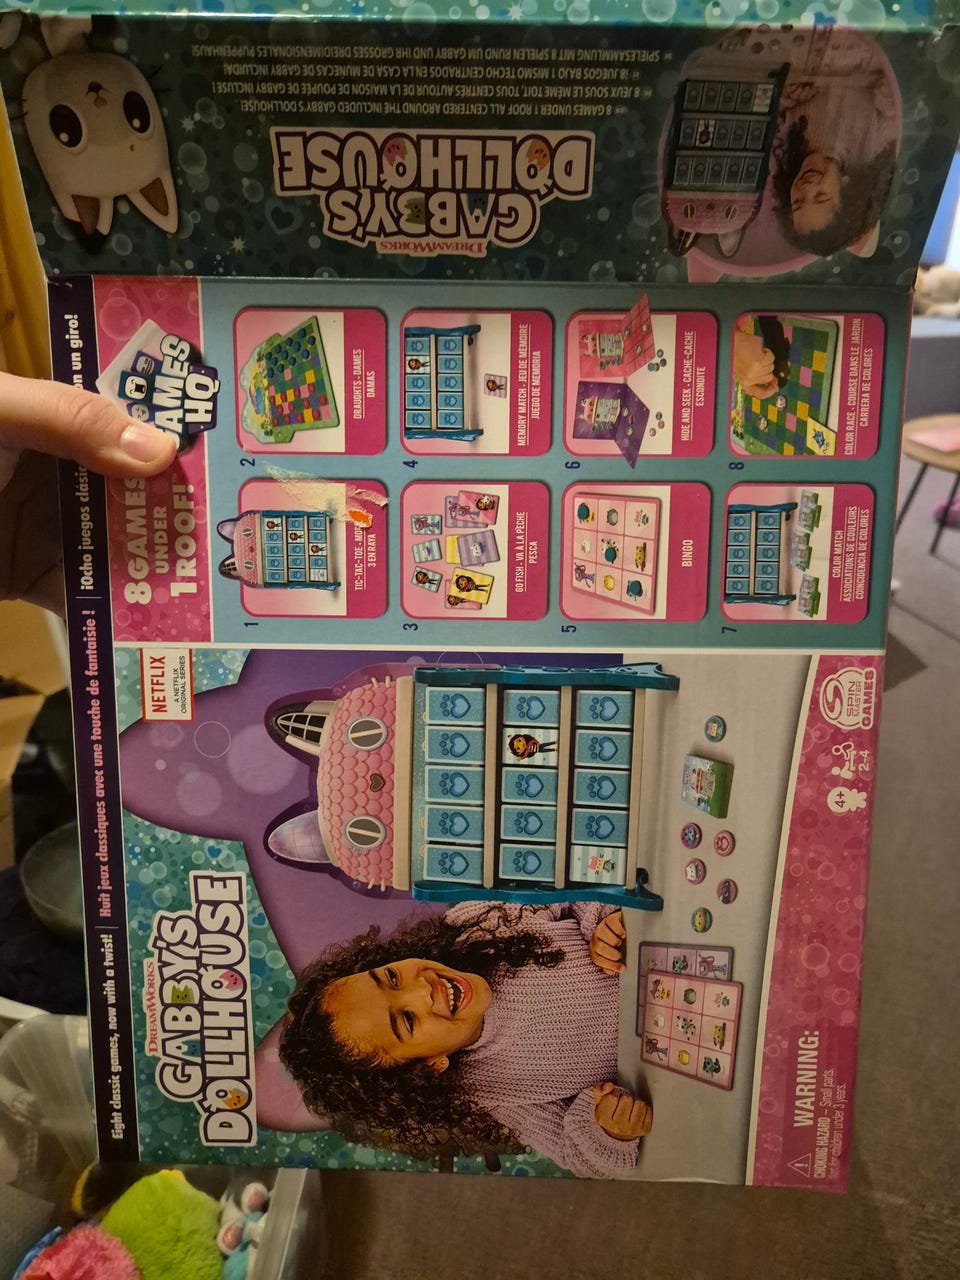 8 GAMES UNDER 1 ROOF ALL CENTERED AROUND THE INCLUDED GABBY'S DOLLHOUSE!
8 JEUX SOUS LE MÊME TOIT, TOUS CENTRÉS AUTOUR DE LA MAISON DE POUPÉE DE GABBY INCLUSE!
¡8 JUEGOS BAJO 1 MISMO TECHO CENTRADO EN LA CASA DE MUÑECAS DE GABBY INCLUIDA!
SPIELESAMMLUNG MIT 8 SPIELEN RUND UM GABBY UND IHR GROSSES DREIDIMENSIONALES PUPPENHAUS!
DREAMWORKS
GABBY'S
DOLLHOUSE
Eight classic games, now with a twist! Huit jeux classiques avec une touche de fantaisie ! ¡Ocho juegos clásic on un giro!
DREAMWORKS
GABBY'S
DOLLHOUSE
NETFLIX
A NETFLIX
ORIGINAL SERIES
8 GAMES
UNDER
1 ROOF!
GAMES
HQ
1
TIC-TAC-TOE
3 EN RAYA
2
DRAUGHTS - DAMES
DAMAS
3
GO FISH - VA À LA PÊCHE
PESCA
4
MEMORY MATCH - JEU DE MÉMOIRE
JUEGO DE MEMORIA
5
BINGO
6
HIDE AND SEEK - CACHE-CACHE
ESCONDITE
7
COLOR MATCH
ASSOCIATIONS DE COULEURS
COINCIDENCIA DE COLORES
8
COLOR RACE - COURSE DANS LE JARDIN
CARRERA DE COLORES
WARNING:
CHOKING HAZARD – Small parts.
Not for children under 3 years.
4+
2-4
SPIN
MASTER
GAMES